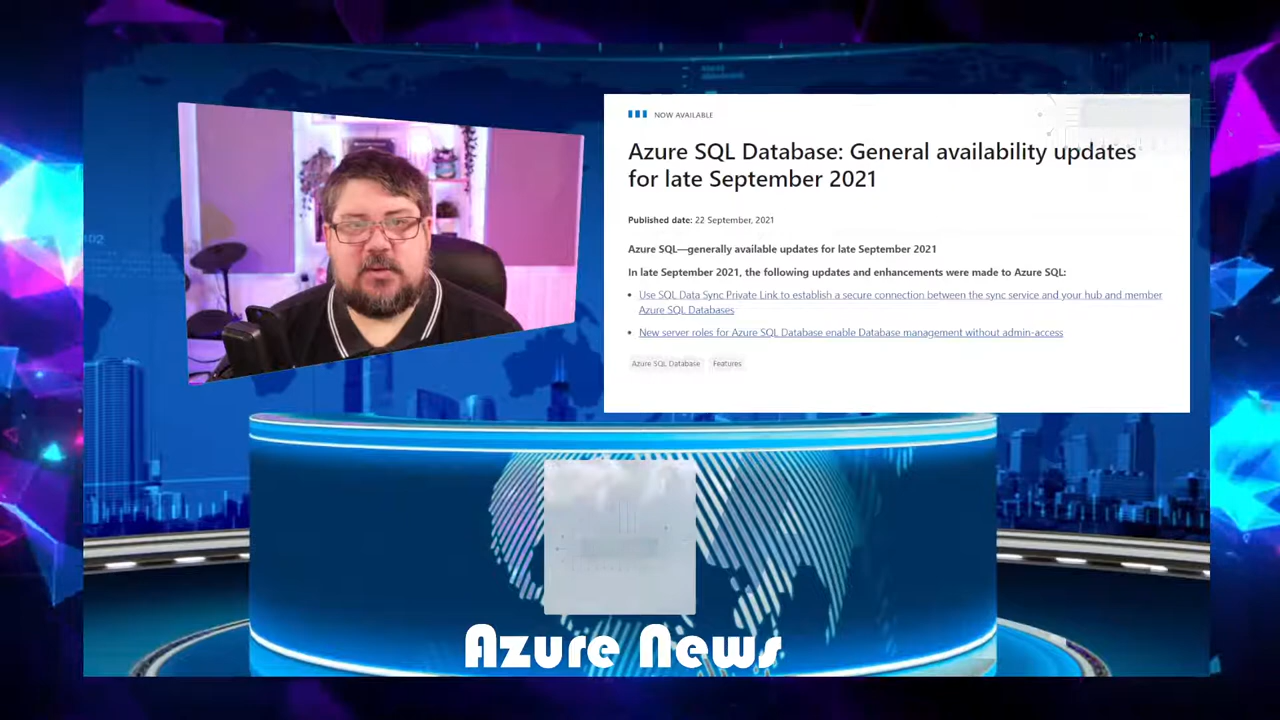 NOW AVAILABLE
Azure SQL Database: General availability updates
for late September 2021
Published date: 22 September, 2021
Azure SQL—generally available updates for late September 2021
In late September 2021, the following updates and enhancements were made to Azure SQL:
• Use SQL Data Sync Private Link to establish a secure connection between the sync service and your hub and member
Azure SQL Databases
• New server roles for Azure SQL Database enable Database management without admin-access
Azure SQL Database Features
Azure News